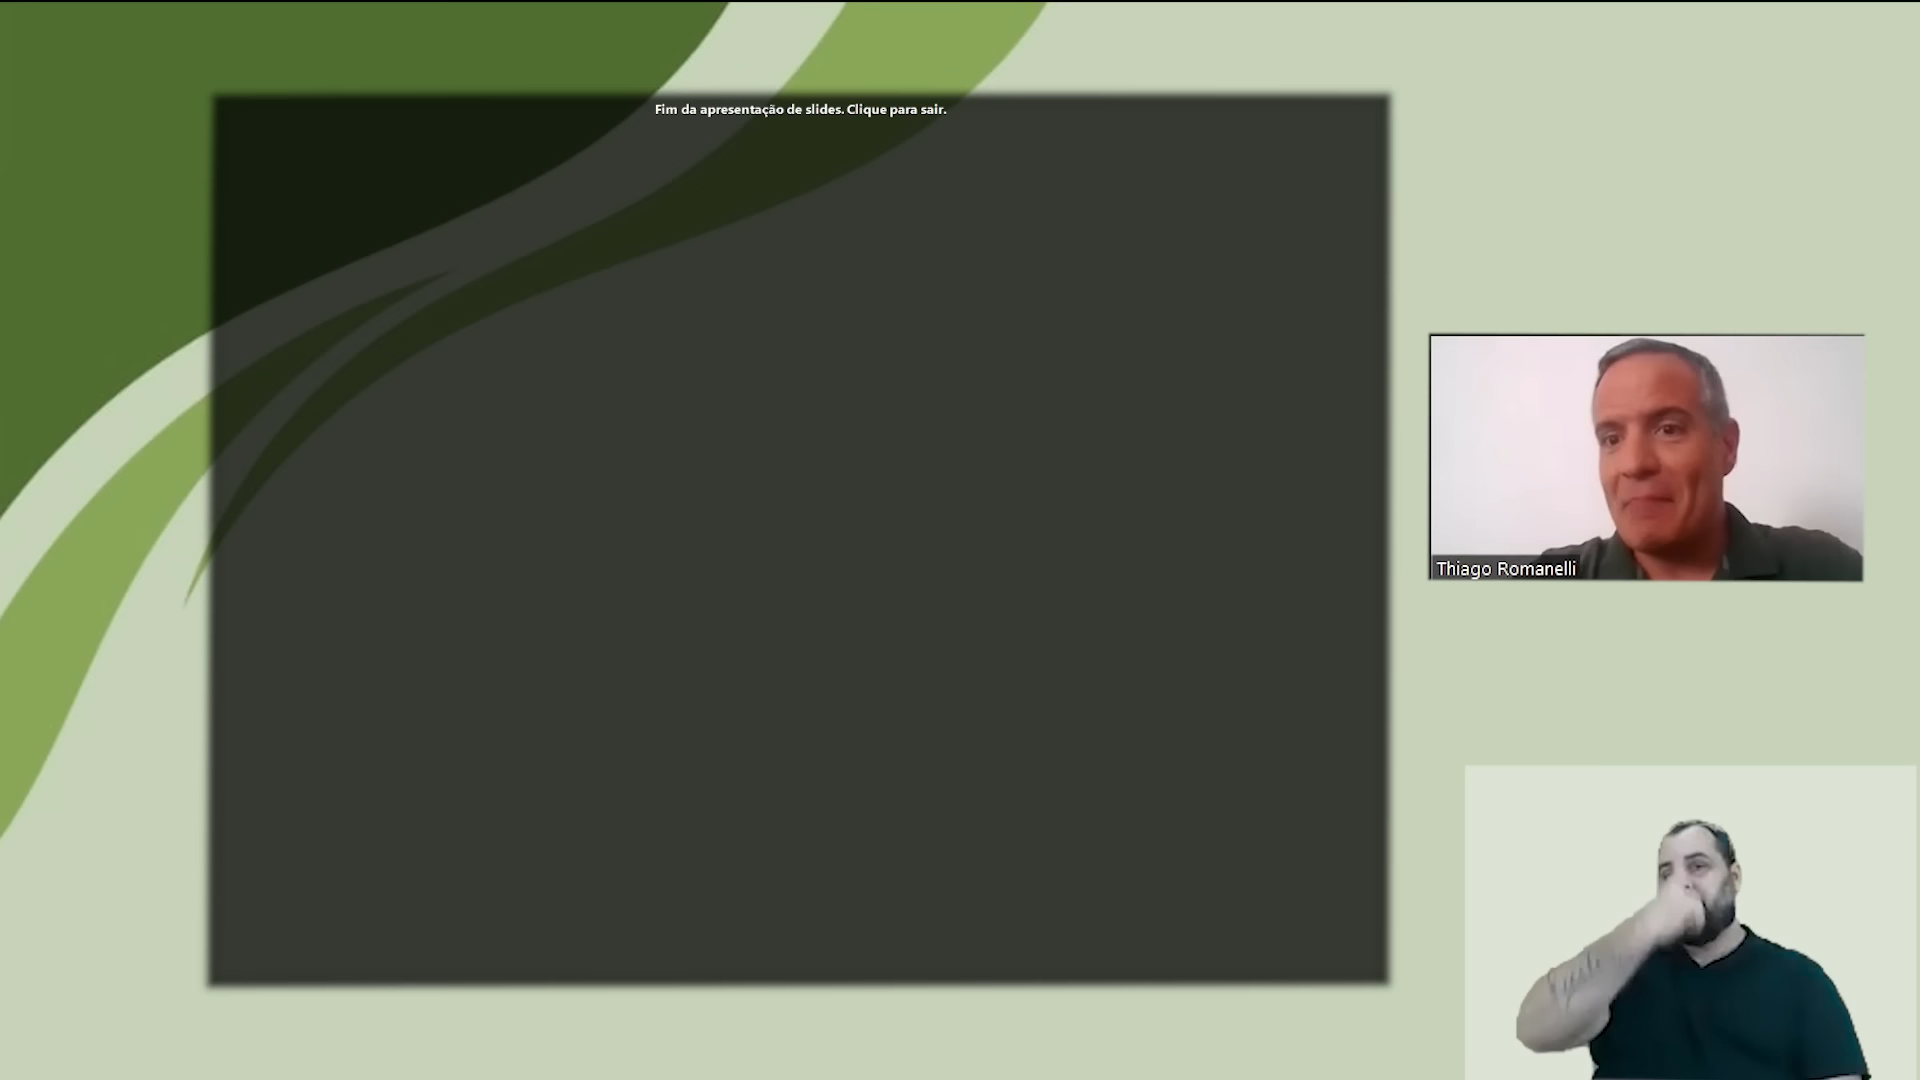 Fim da apresentação de slides. Clique para sair.
Thiago Romanelli